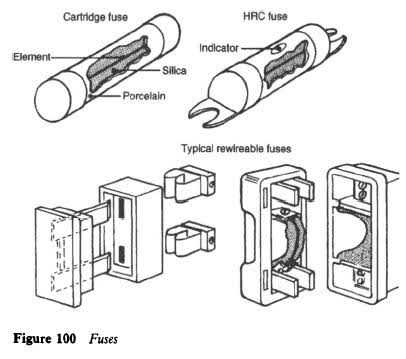 Cartridge fuse
HRC fuse
Element
Indicator
Silica
Porcelain
Typical rewireable fuses
Figure 100 Fuses